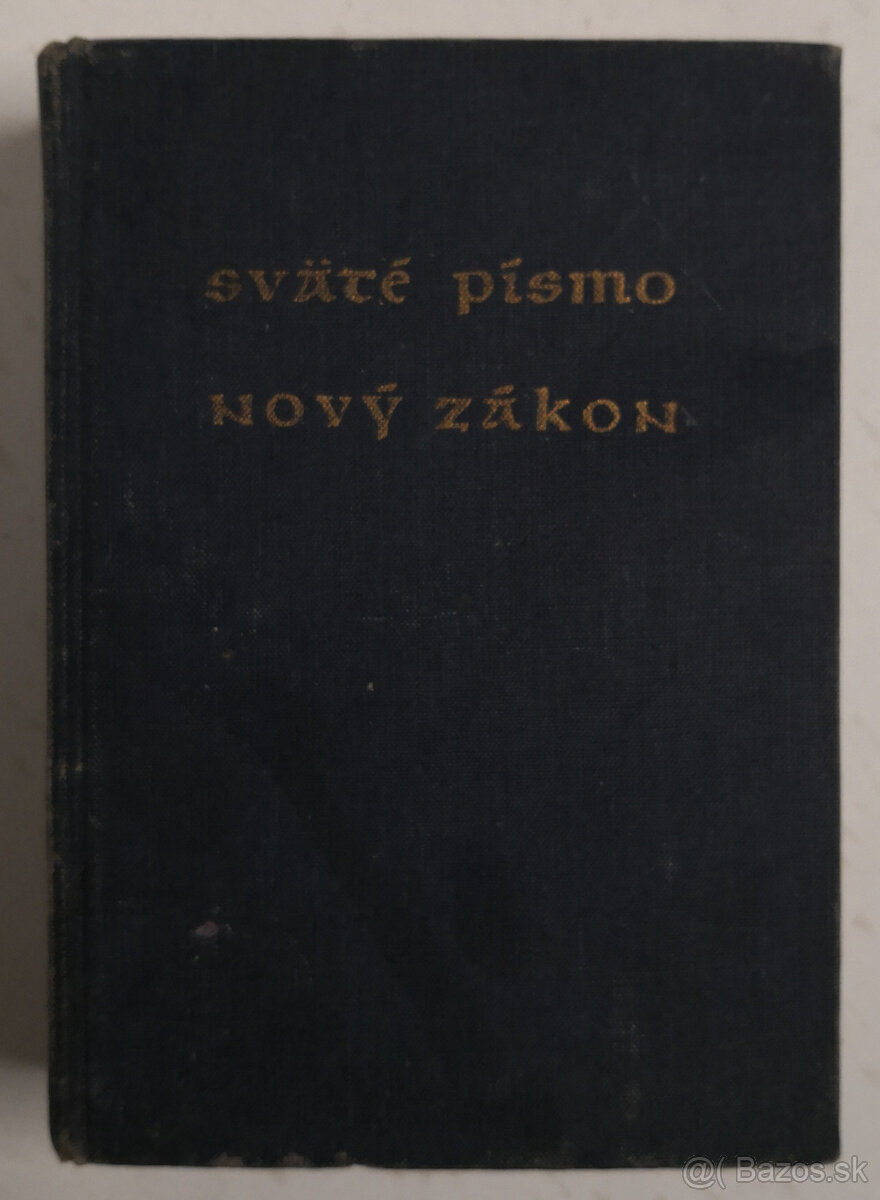 sväté písmo
Nový zákon
@( Bazos.sk